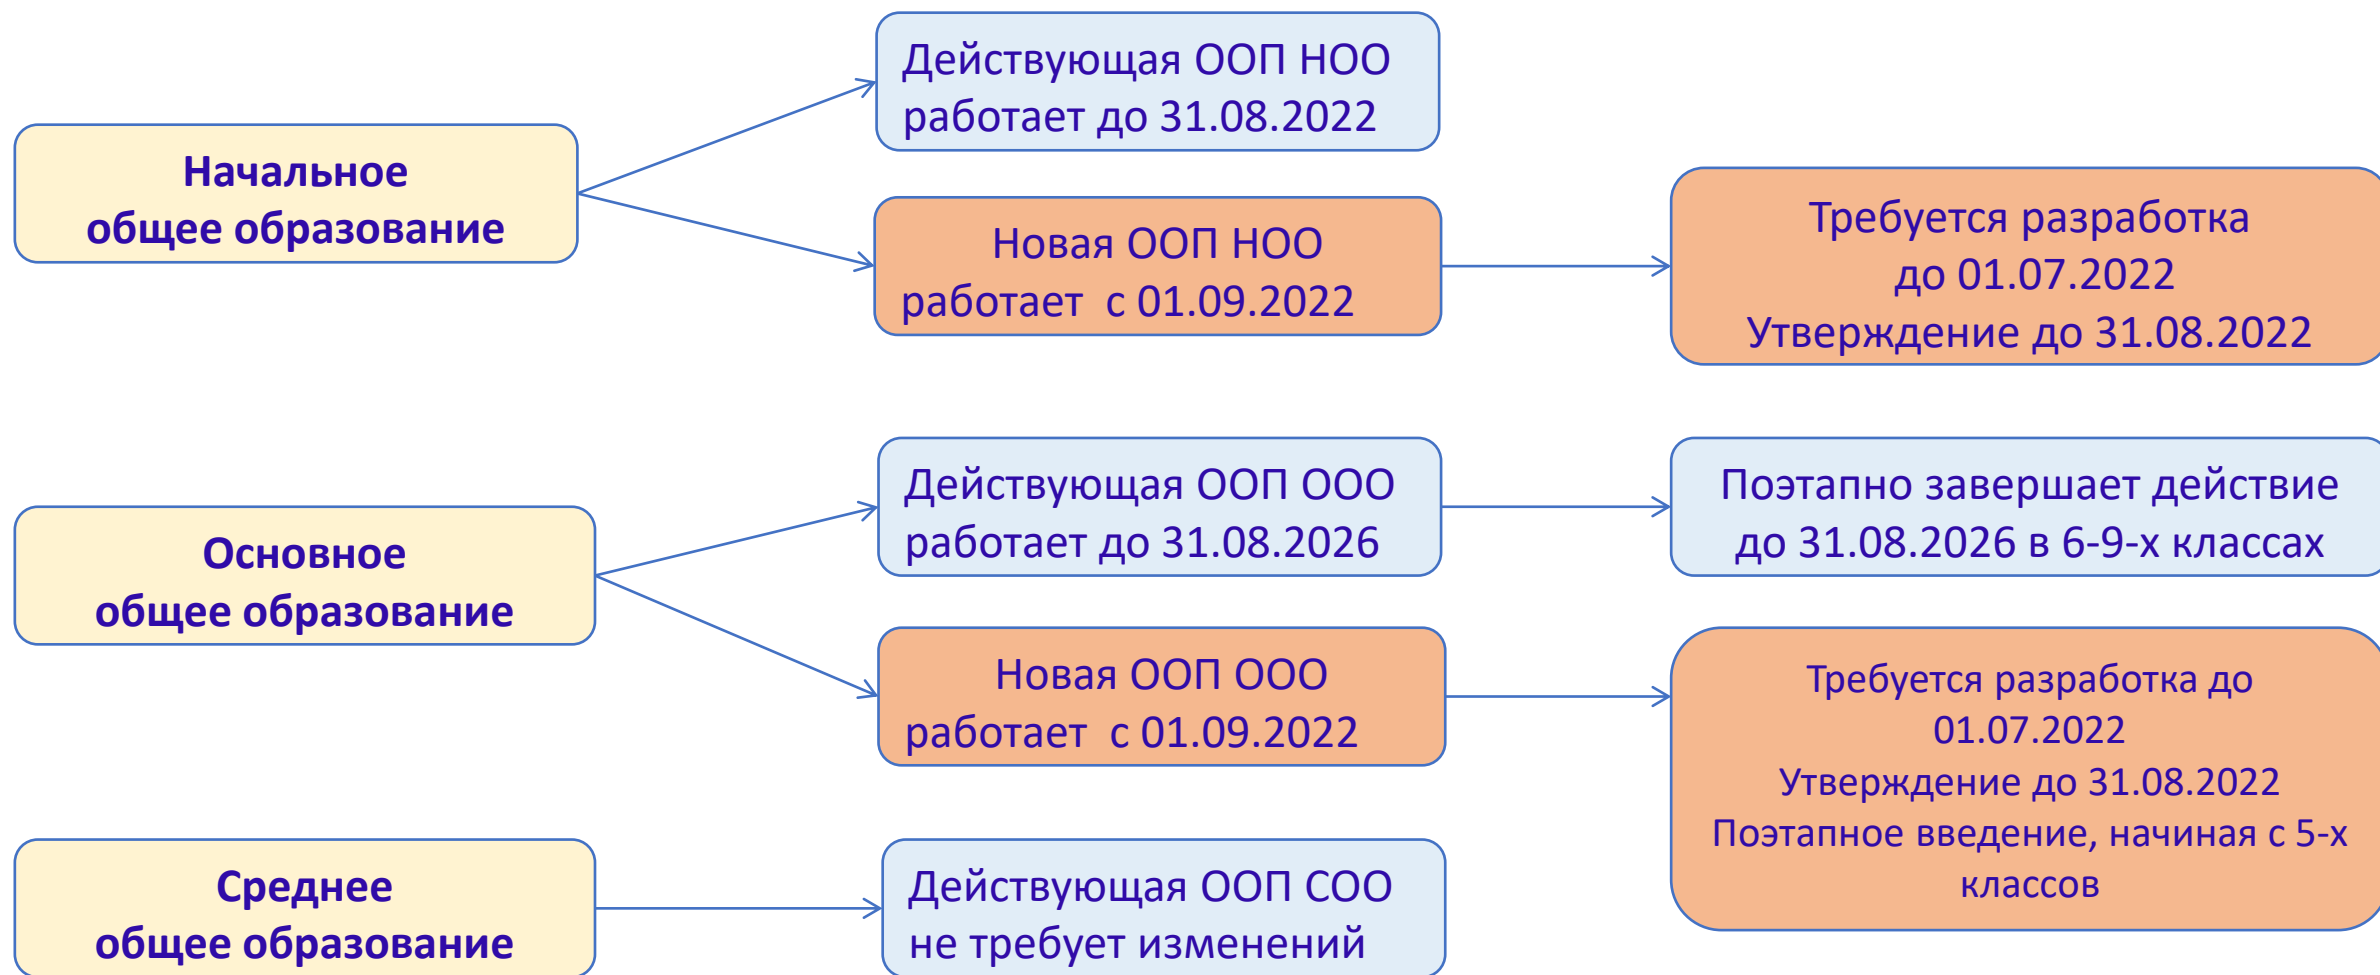 Начальное
общее образование
Действующая ООП НОО
работает до 31.08.2022
Новая ООП НОО
работает  с 01.09.2022
Требуется разработка
до 01.07.2022
Утверждение до 31.08.2022
Основное
общее образование
Действующая ООП ООО
работает до 31.08.2026
Поэтапно завершает действие
до 31.08.2026 в 6-9-х классах
Новая ООП ООО
работает  с 01.09.2022
Требуется разработка до
01.07.2022
Утверждение до 31.08.2022
Поэтапное введение, начиная с 5-х
классов
Среднее
общее образование
Действующая ООП СОО
не требует изменений